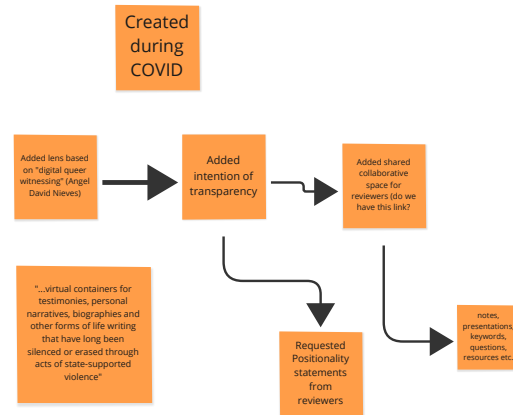 Created
during
COVID
Added lens based
on "digital queer
witnessing" (Angel
David Nieves)
Added
intention of
transparency
Added shared
collaborative
space for
reviewers (do we
have this link?
"...virtual containers for
testimonies, personal
narratives, biographies and
other forms of life writing
that have long been
silenced or erased through
acts of state-supported
violence"
Requested
Positionality
statements
from
reviewers
notes,
presentations,
keywords,
questions,
resources etc.